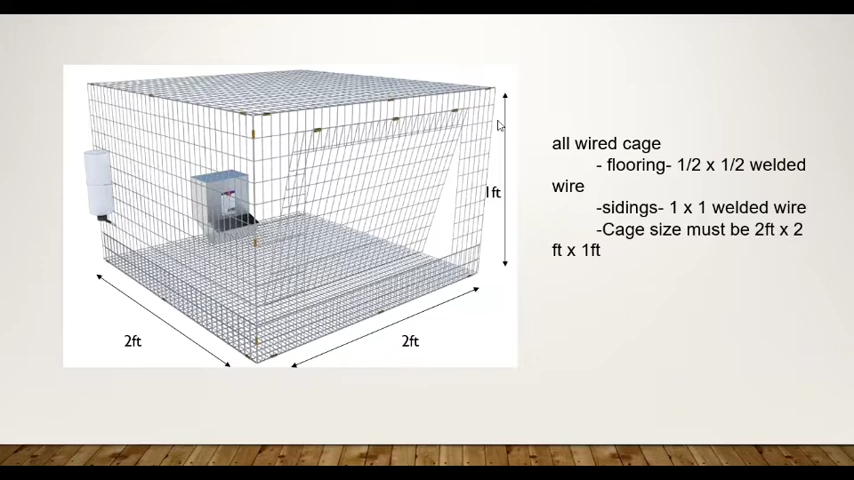 all wired cage
- flooring- 1/2 x 1/2 welded
wire
-sidings- 1 x 1 welded wire
-Cage size must be 2ft x 2
ft x 1ft
1ft
2ft
2ft